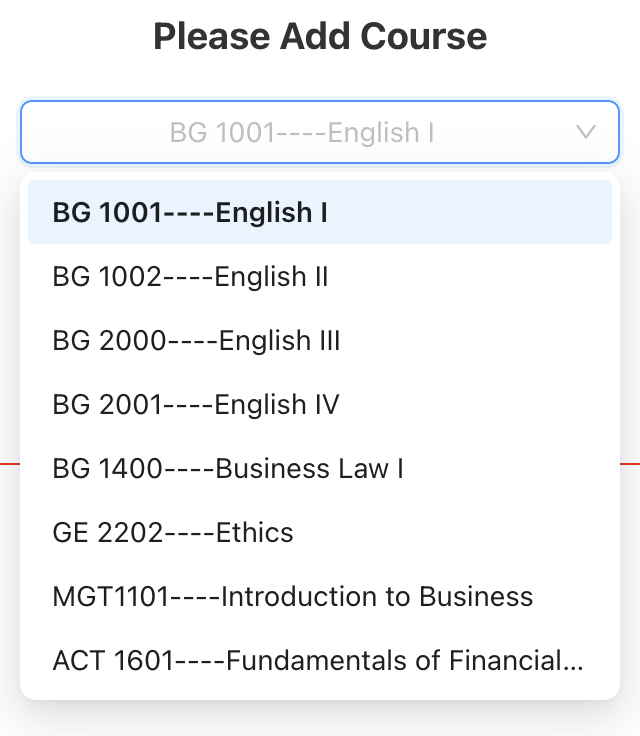 Please Add Course
BG 1001----English I
BG 1001----English I
BG 1002----English II
BG 2000----English III
BG 2001----English IV
BG 1400----Business Law I
GE 2202----Ethics
MGT1101----Introduction to Business
ACT 1601----Fundamentals of Financial...